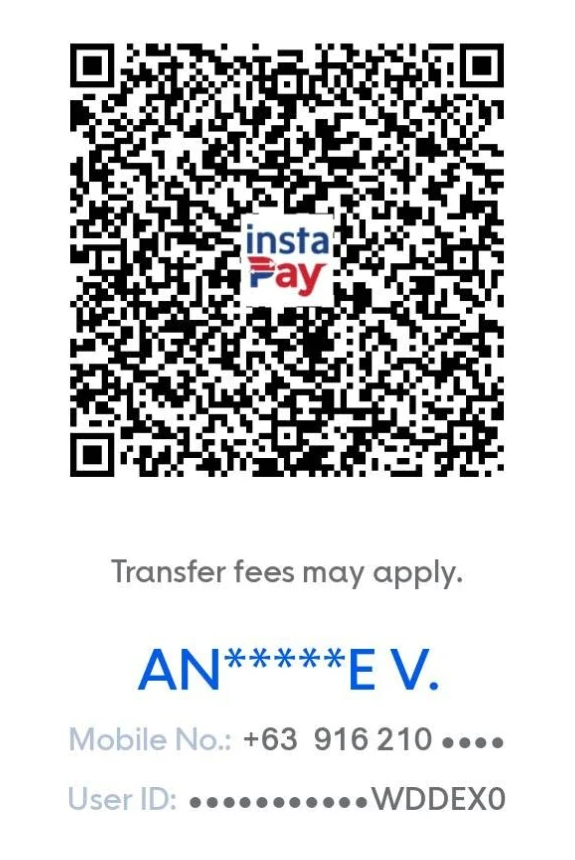 insta
Pay
Transfer fees may apply.
AN*****E V.
Mobile No.: +63 916 210 ••••
User ID: •••••••••••WDDEX0